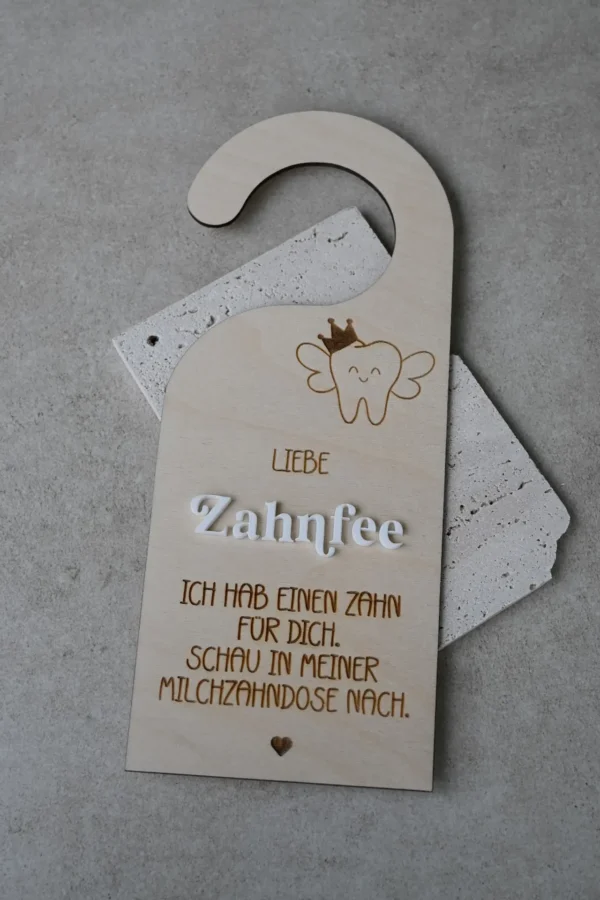 LIEBE
Zahnfee
ICH HAB EINEN ZAHN
FÜR DICH.
SCHAU IN MEINER
MILCHZAHNDOSE NACH.